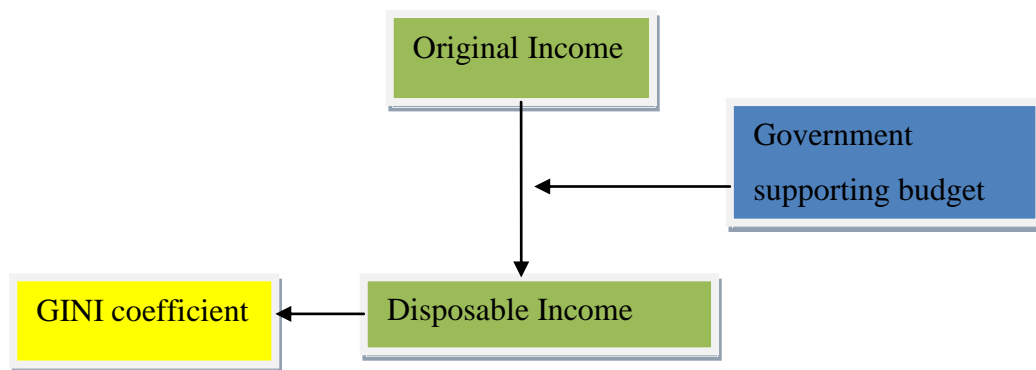 Original Income
Government
supporting budget
GINI coefficient
Disposable Income